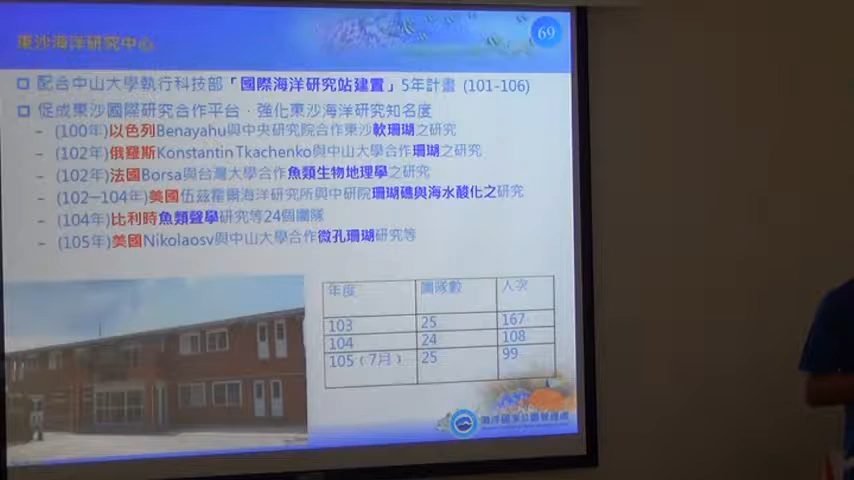 69
東沙海洋研究中心
配合中山大學執行科技部「國際海洋研究站建置」5年計畫 (101-106)
促成東沙國際研究合作平台，強化東沙海洋研究知名度
- (100年)以色列Benayahu與中央研究院合作東沙軟珊瑚之研究
- (102年)俄羅斯Konstantin Tkachenko與中山大學合作珊瑚之研究
- (102年)法國Borsa與台灣大學合作魚類生物地理學之研究
- (102—104年)美國伍茲霍爾海洋研究所與中研院珊瑚礁與海水酸化之研究
- (104年)比利時魚類聲學研究等24個團隊
- (105年)美國Nikolaosv與中山大學合作微孔珊瑚研究等
年度 團隊數 人次
103 25 167
104 24 108
105（7月） 25 99
海洋國家公園管理處